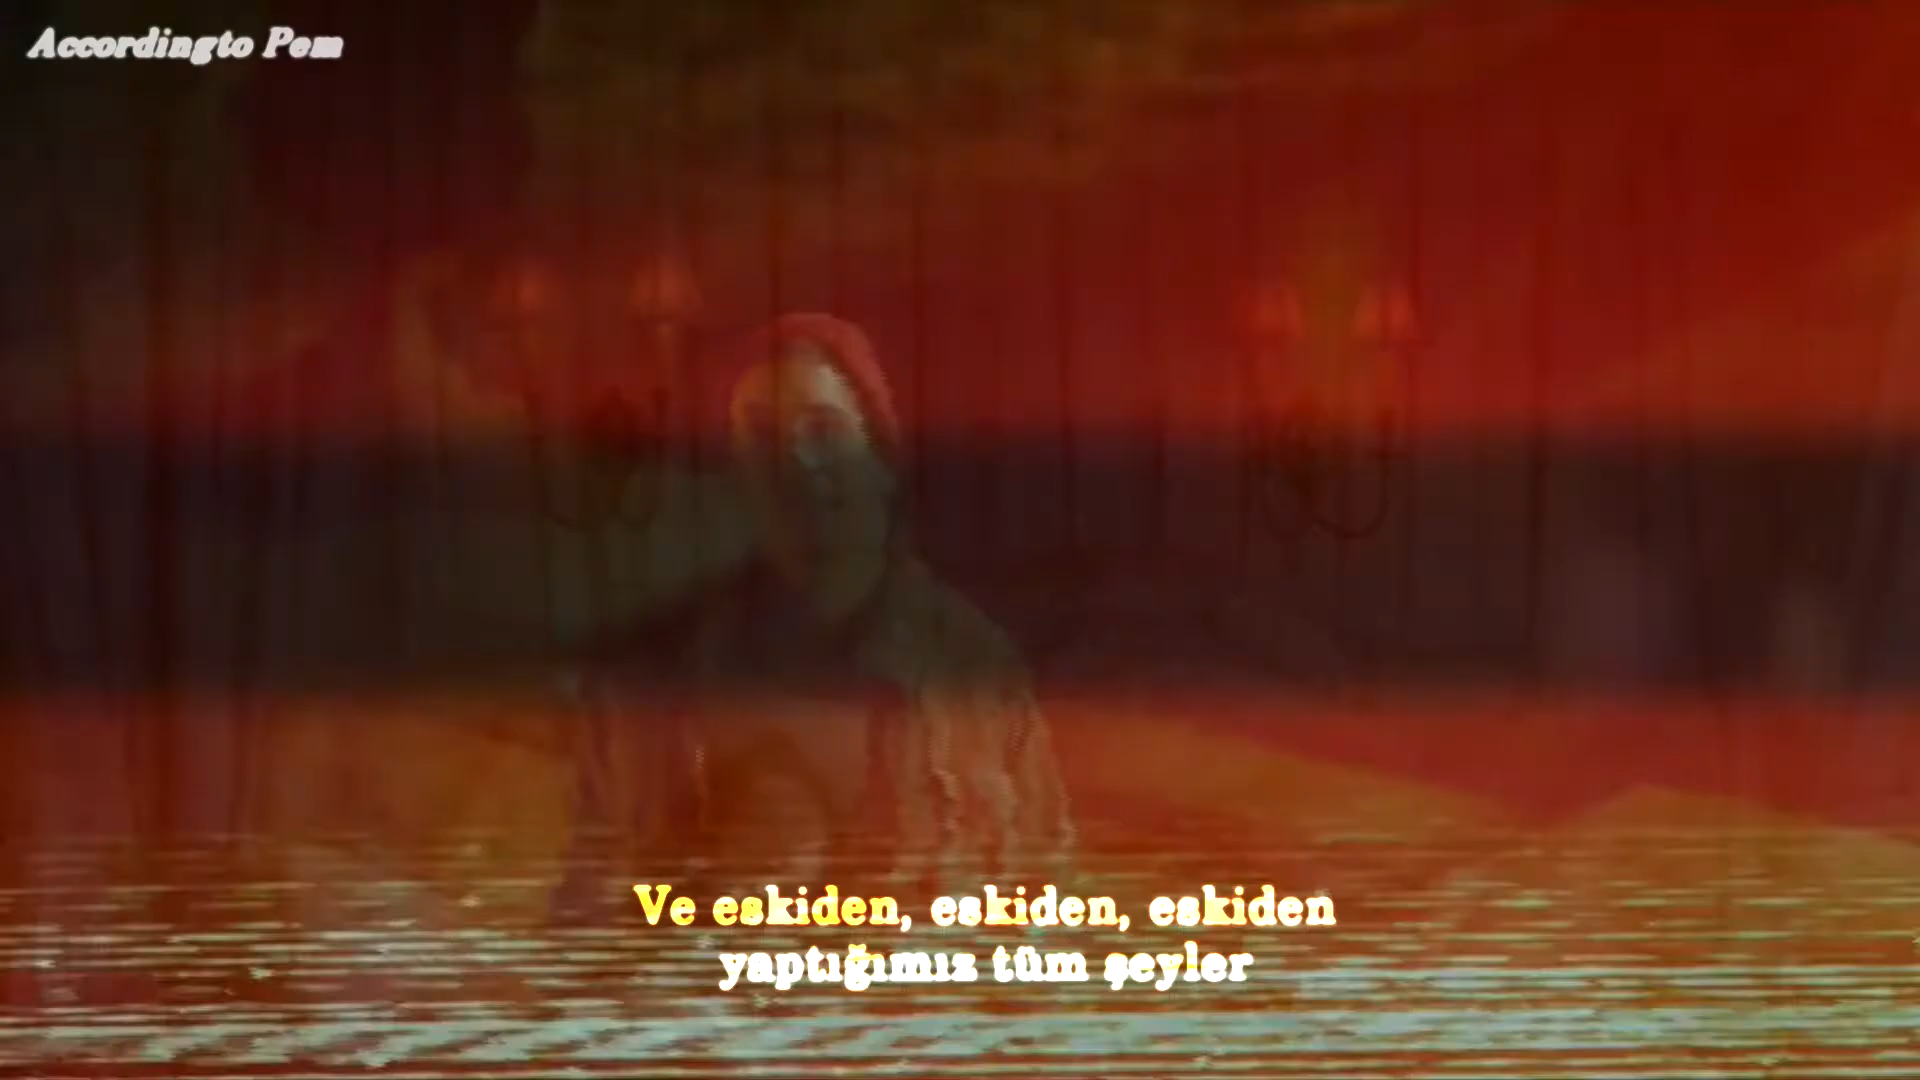 Accordingto Pem
Ve eskiden, eskiden, eskiden
yaptığımız tüm şeyler